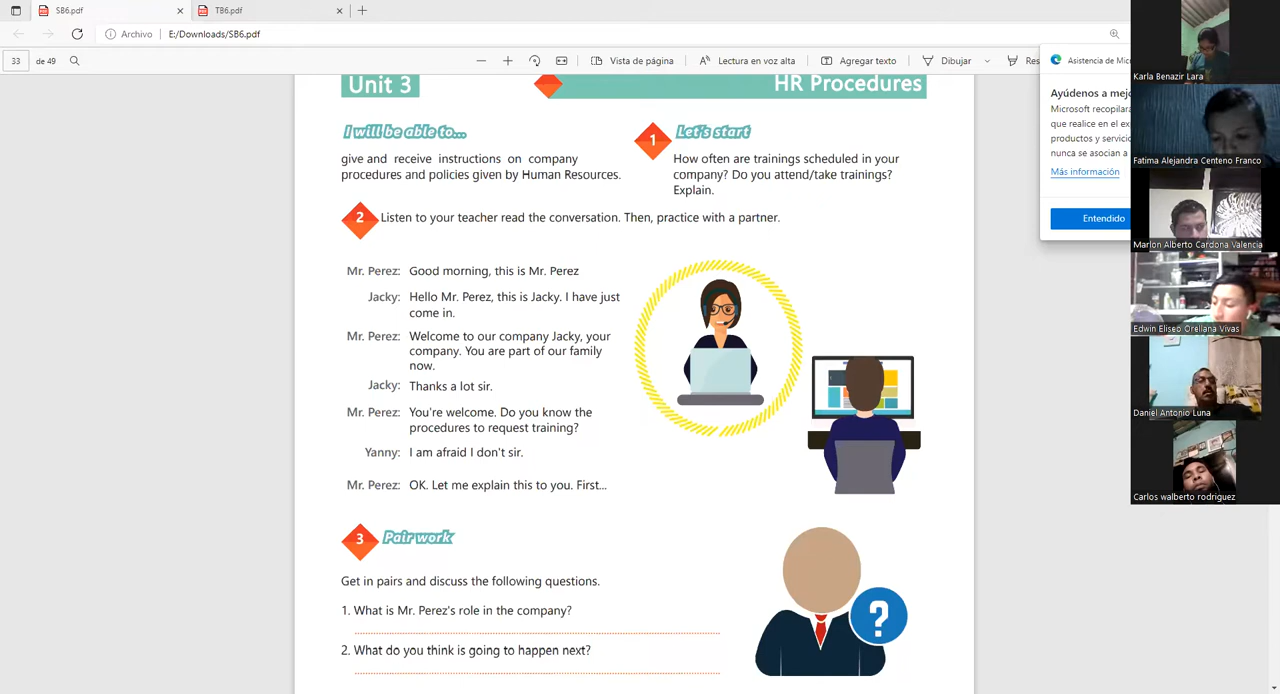 SB6.pdf
TB6.pdf
Archivo E:/Downloads/SB6.pdf
33 de 49
Vista de página
Lectura en voz alta
Agregar texto
Dibujar
Unit 3
HR Procedures
I will be able to...
give and receive instructions on company
procedures and policies given by Human Resources.
1 Let's start
How often are trainings scheduled in your
company? Do you attend/take trainings?
Explain.
2 Listen to your teacher read the conversation. Then, practice with a partner.
Mr. Perez: Good morning, this is Mr. Perez
Jacky: Hello Mr. Perez, this is Jacky. I have just
come in.
Mr. Perez: Welcome to our company Jacky, your
company. You are part of our family
now.
Jacky: Thanks a lot sir.
Mr. Perez: You're welcome. Do you know the
procedures to request training?
Yanny: I am afraid I don't sir.
Mr. Perez: OK. Let me explain this to you. First...
3 Pair work
Get in pairs and discuss the following questions.
1. What is Mr. Perez's role in the company?
2. What do you think is going to happen next?
?
Asistencia de Mic
Ayúdenos a mejo
Microsoft recopilará
que realice en el ex
productos y servicio
nunca se asocian a
Más información
Entendido
Karla Benazir Lara
Fatima Alejandra Centeno Franco
Marlon Alberto Cardona Valencia
Edwin Eliseo Orellana Vivas
Daniel Antonio Luna
Carlos walberto rodriguez